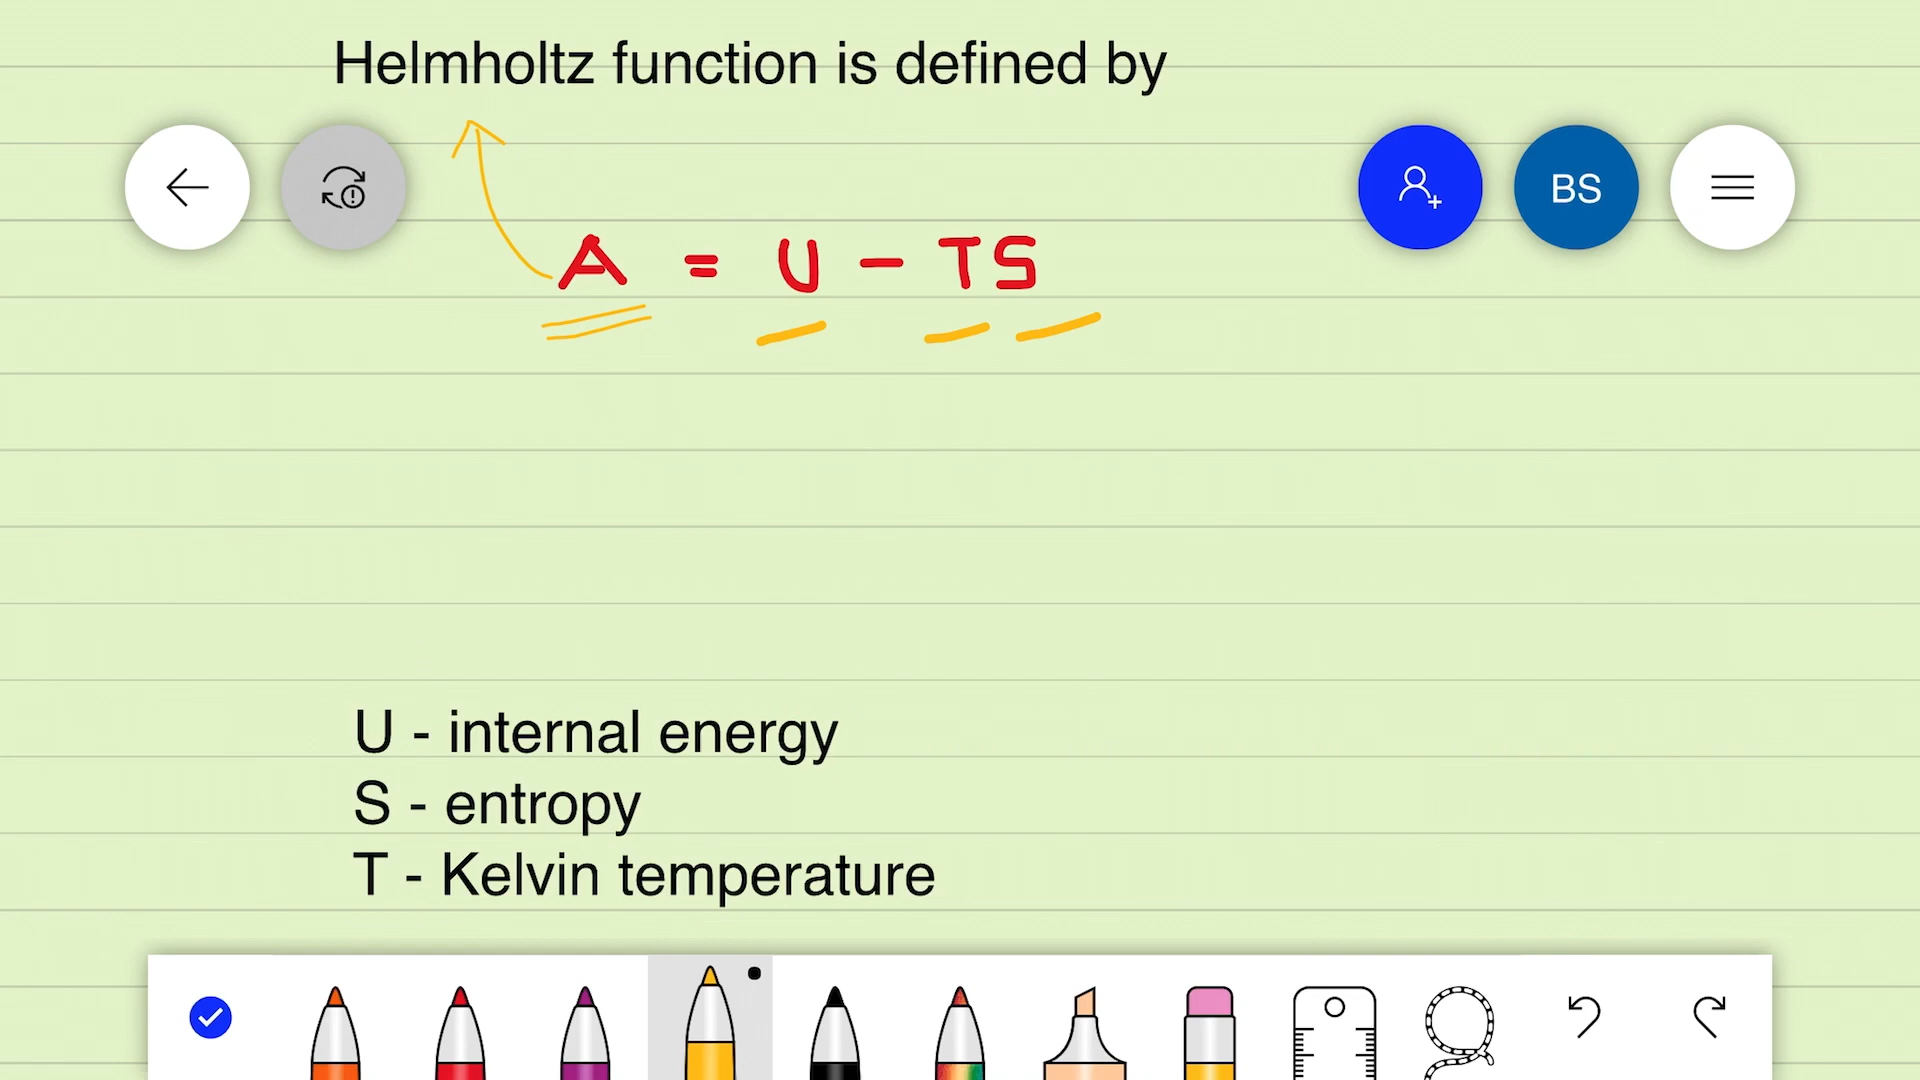 Helmholtz function is defined by
BS
A = U - TS
U - internal energy
S - entropy
T - Kelvin temperature